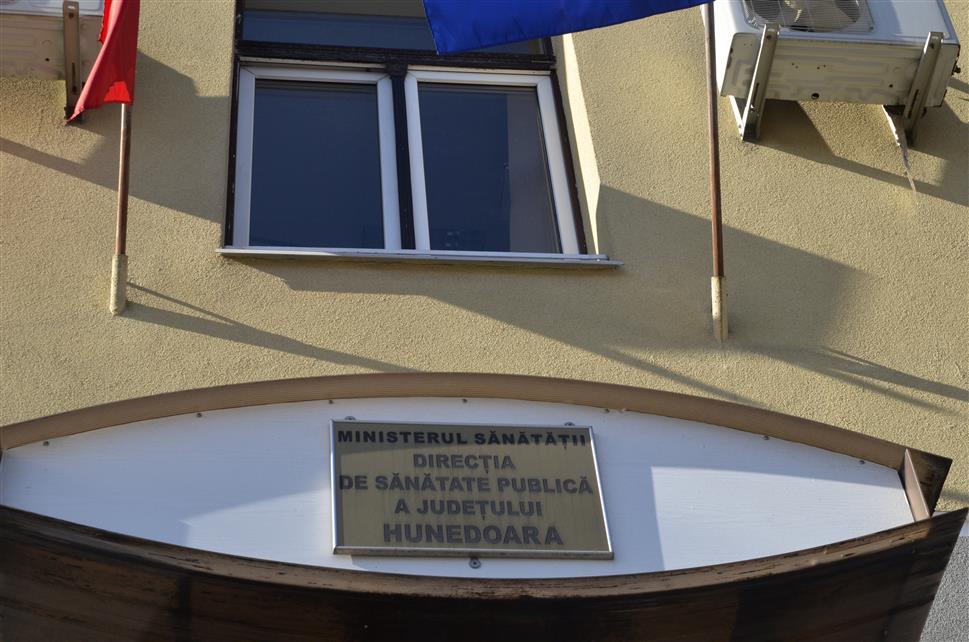 MINISTERUL SĂNĂTĂȚII
DIRECȚIA
DE SĂNĂTATE PUBLICĂ
A JUDEȚULUI
HUNEDOARA